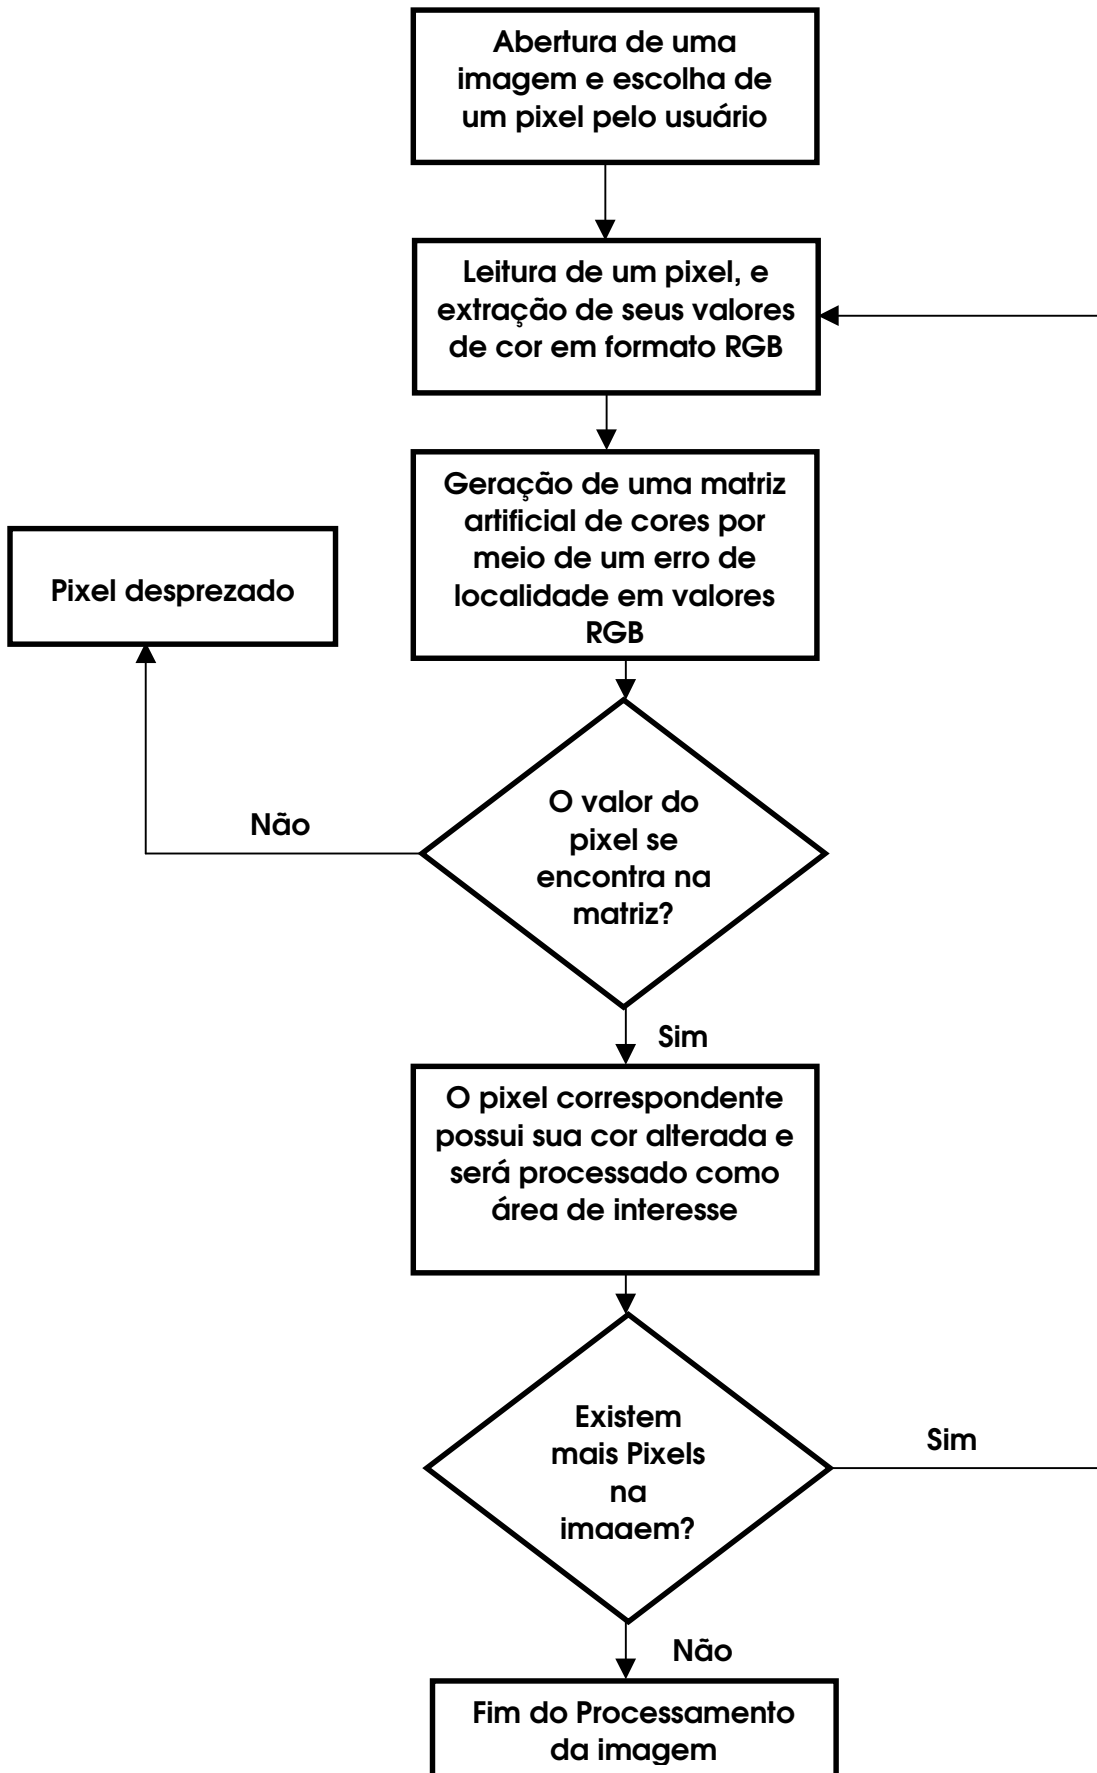 Abertura de uma
imagem e escolha de
um pixel pelo usuário
Leitura de um pixel, e
extração de seus valores
de cor em formato RGB
Geração de uma matriz
artificial de cores por
meio de um erro de
localidade em valores
RGB
Pixel desprezado
Não
O valor do
pixel se
encontra na
matriz?
Sim
O pixel correspondente
possui sua cor alterada e
será processado como
área de interesse
Existem
mais Pixels
na
imagem?
Sim
Não
Fim do Processamento
da imagem